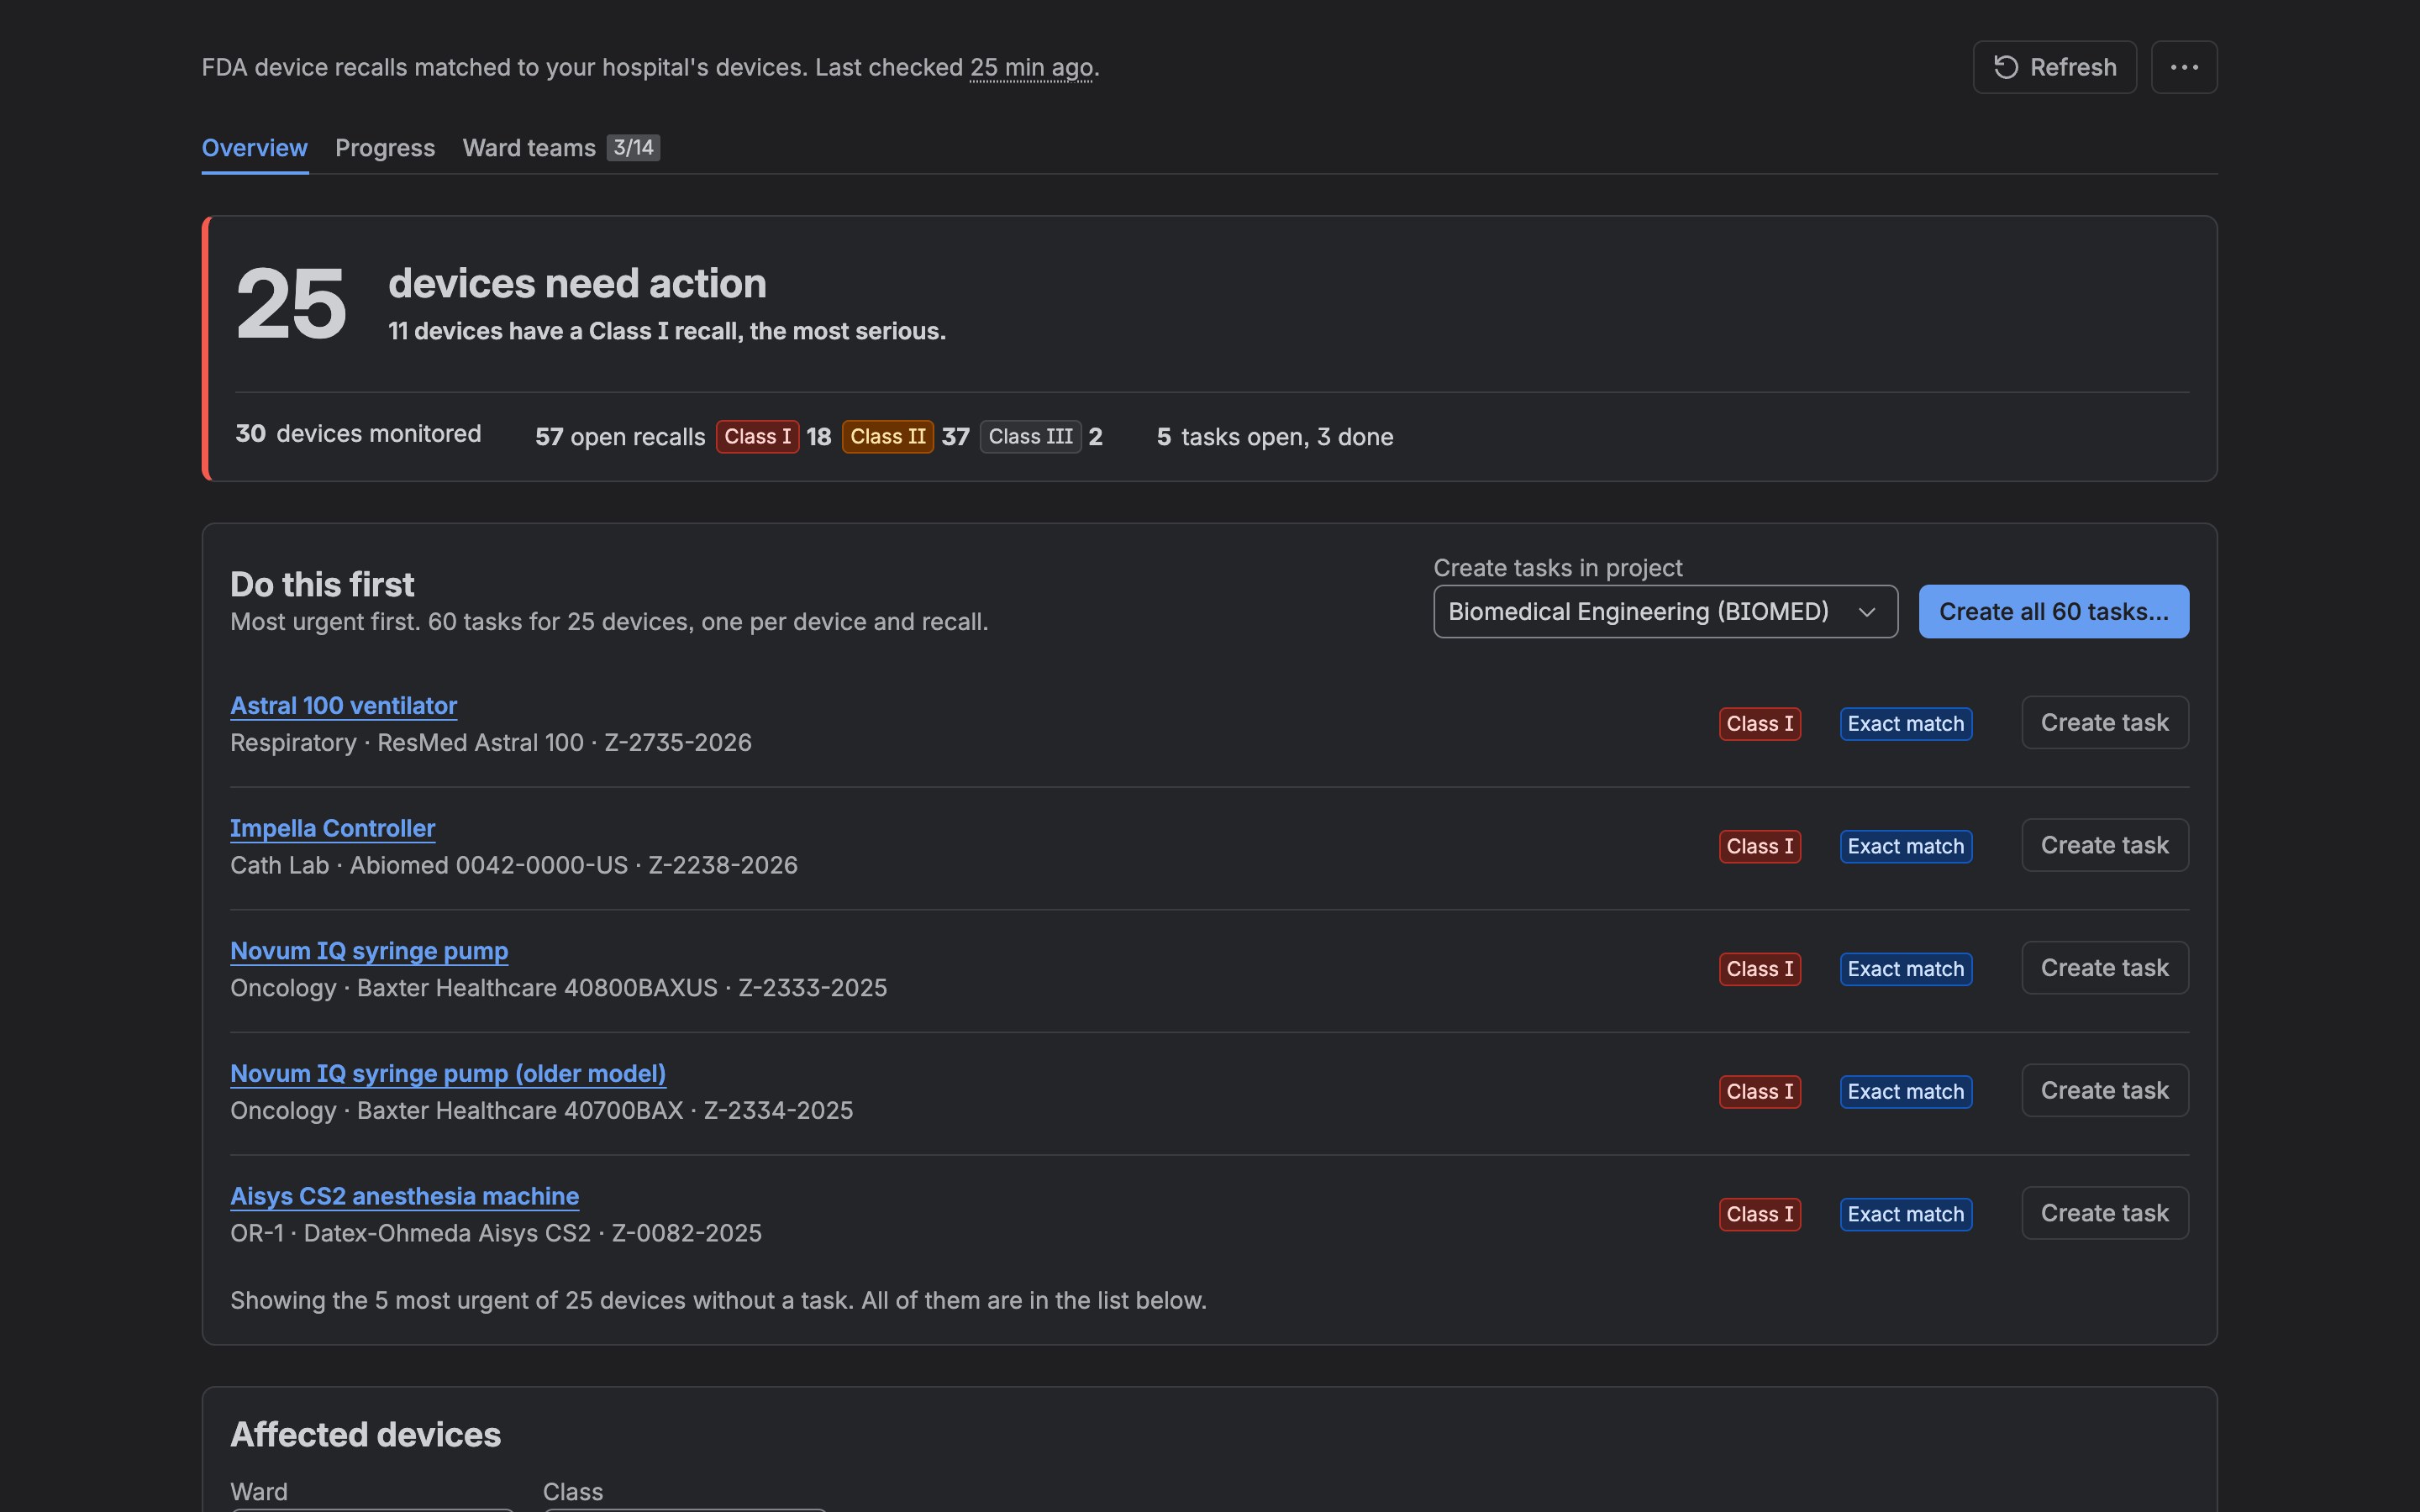 FDA device recalls matched to your hospital's devices. Last checked 25 min ago.
Refresh
Overview Progress Ward teams 3/14
25 devices need action
11 devices have a Class I recall, the most serious.
30 devices monitored 57 open recalls Class I 18 Class II 37 Class III 2 5 tasks open, 3 done
Do this first
Most urgent first. 60 tasks for 25 devices, one per device and recall.
Create tasks in project
Biomedical Engineering (BIOMED)
Create all 60 tasks...
Astral 100 ventilator
Respiratory · ResMed Astral 100 · Z-2735-2026
Class I Exact match Create task
Impella Controller
Cath Lab · Abiomed 0042-0000-US · Z-2238-2026
Class I Exact match Create task
Novum IQ syringe pump
Oncology · Baxter Healthcare 40800BAXUS · Z-2333-2025
Class I Exact match Create task
Novum IQ syringe pump (older model)
Oncology · Baxter Healthcare 40700BAX · Z-2334-2025
Class I Exact match Create task
Aisys CS2 anesthesia machine
OR-1 · Datex-Ohmeda Aisys CS2 · Z-0082-2025
Class I Exact match Create task
Showing the 5 most urgent of 25 devices without a task. All of them are in the list below.
Affected devices
Ward Class